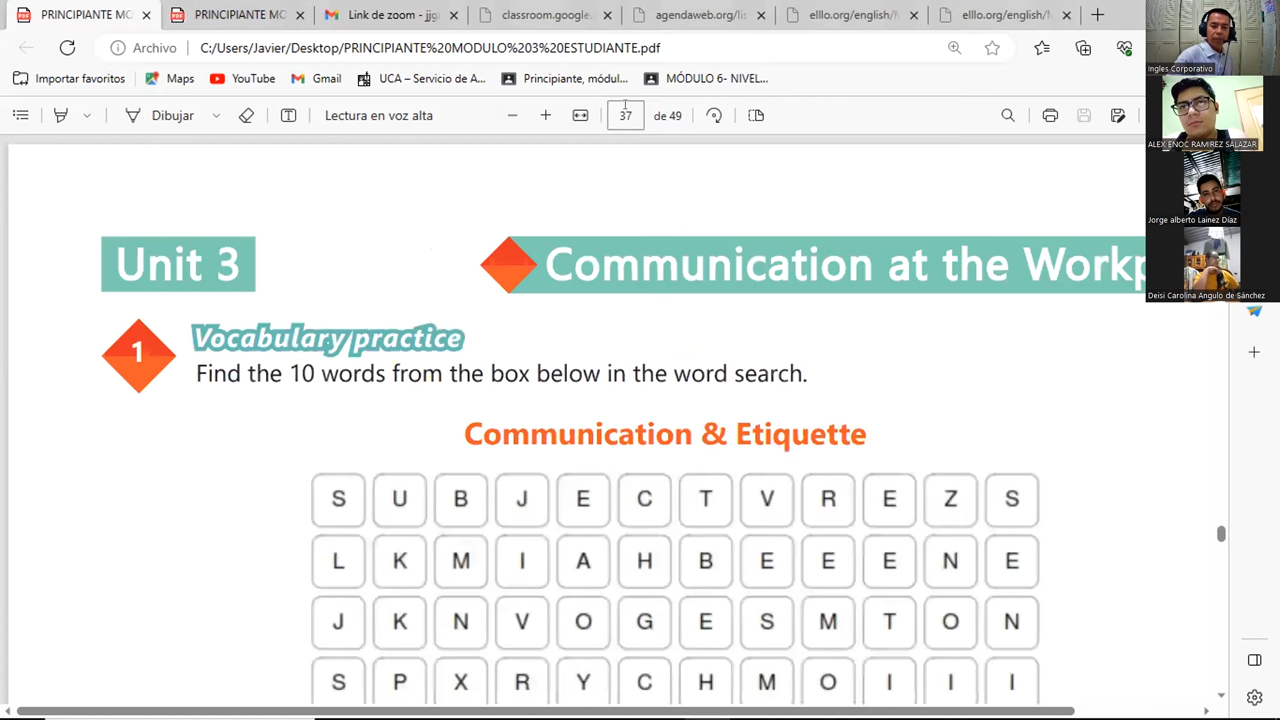 PRINCIPIANTE MO
PRINCIPIANTE MO
Link de zoom - jjg
classroom.google.
agendaweb.org/lis
elllo.org/english/
elllo.org/english/
Archivo
C:/Users/Javier/Desktop/PRINCIPIANTE%20MODULO%203%20ESTUDIANTE.pdf
Importar favoritos
Maps
YouTube
Gmail
UCA – Servicios de A
Principiante, módul...
MÓDULO 6- NIVEL...
Dibujar
Lectura en voz alta
37
de 49
Ingles Corporativo
ALEX ENOC RAMIREZ SALAZAR
Jorge alberto Lainez Díaz
Deisi Carolina Angulo de Sánchez
Unit 3
Communication at the Workp
1
Vocabulary practice
Find the 10 words from the box below in the word search.
Communication & Etiquette
S U B J E C T V R E Z S
L K M I A H B E E E N E
J K N V O G E S M T O N
S P X R Y C H M O I I I